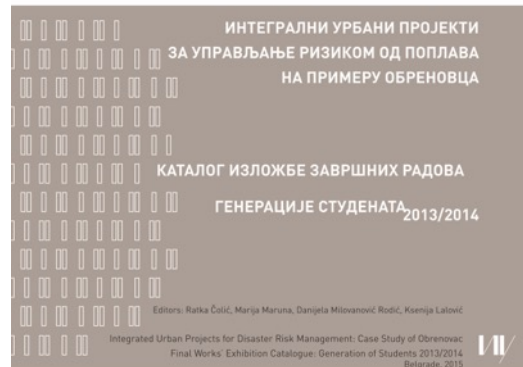 ИНТЕГРАЛНИ УРБАНИ ПРОЈЕКТИ
ЗА УПРАВЉАЊЕ РИЗИКОМ ОД ПОПЛАВА
НА ПРИМЕРУ ОБРЕНОВЦА
КАТАЛОГ ИЗЛОЖБЕ ЗАВРШНИХ РАДОВА
ГЕНЕРАЦИЈЕ СТУДЕНАТА 2013/2014
Editors: Ratka Čolić, Marija Maruna, Danijela Milovanović Rodić, Ksenija Lalović
Integrated Urban Projects for Disaster Risk Management: Case Study of Obrenovac
Final Works' Exhibition Catalogue: Generation of Students 2013/2014
Belgrade, 2015